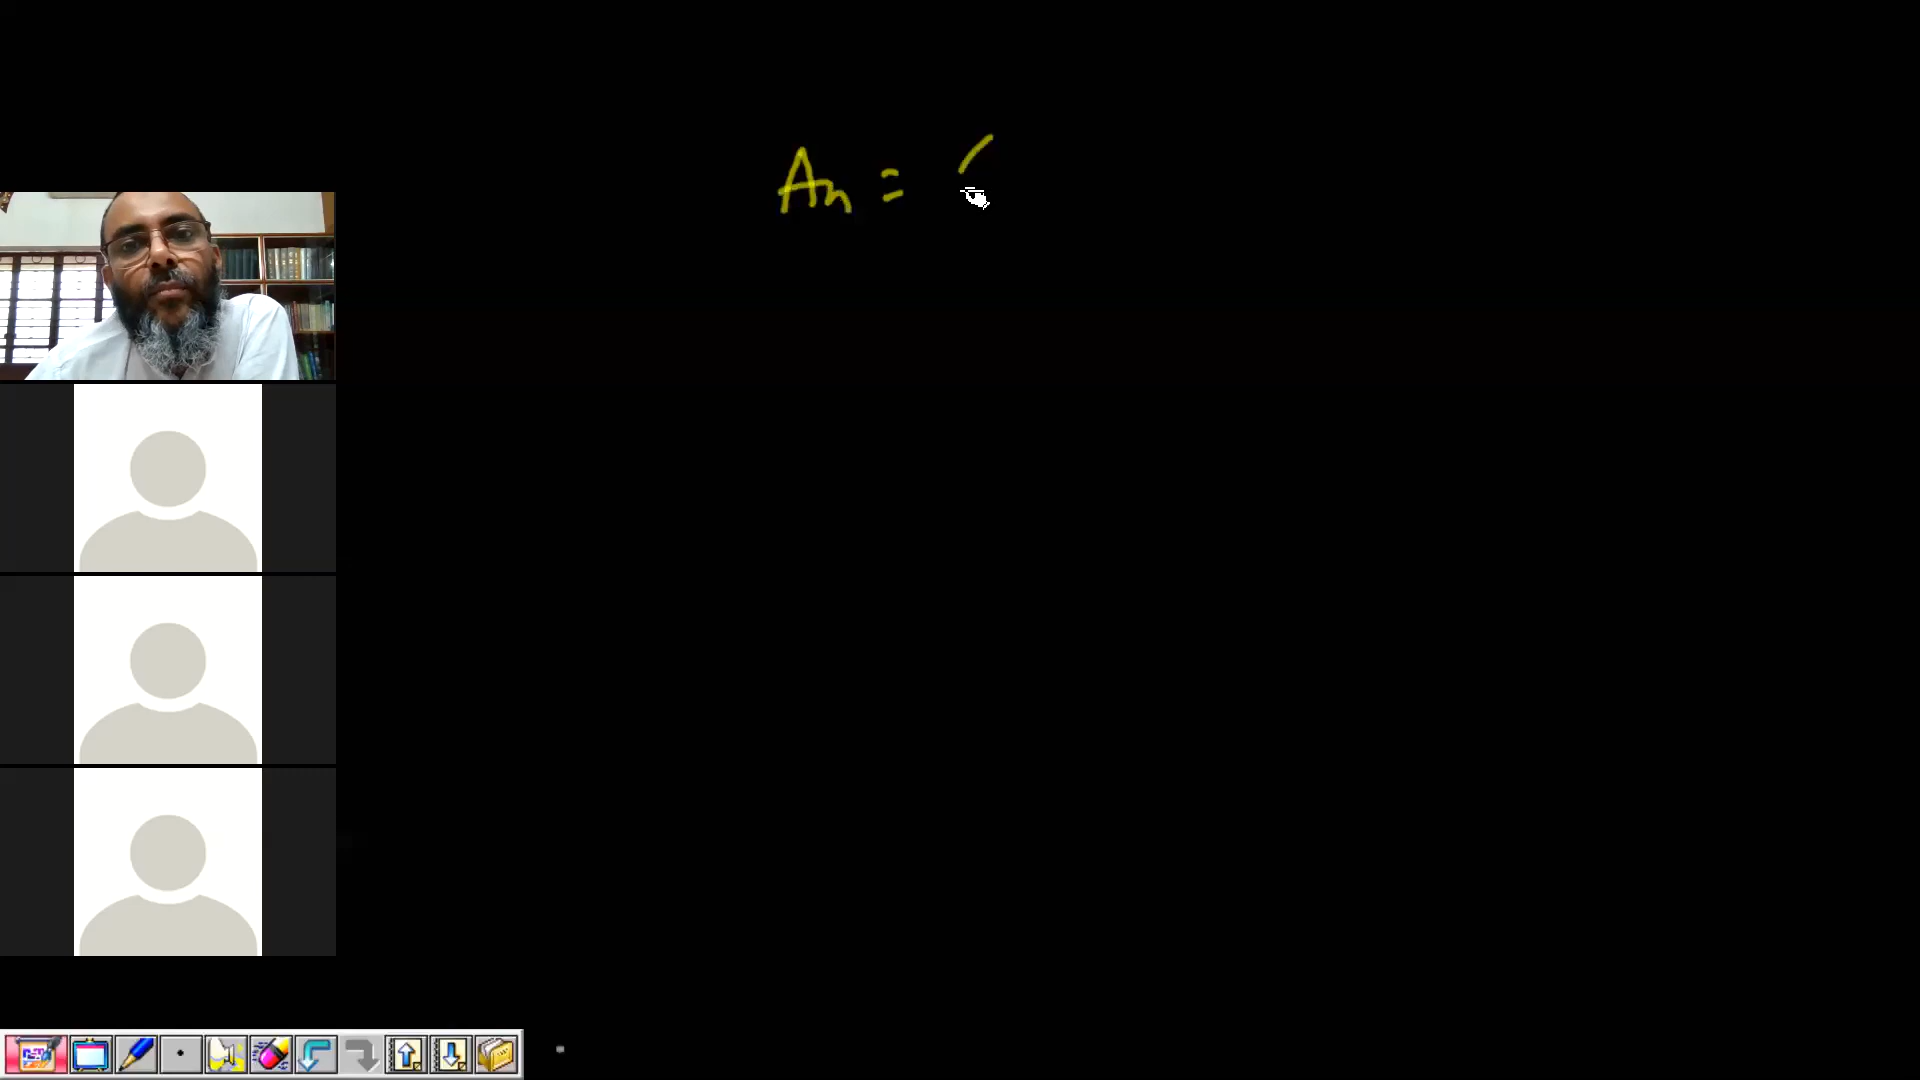 An = (